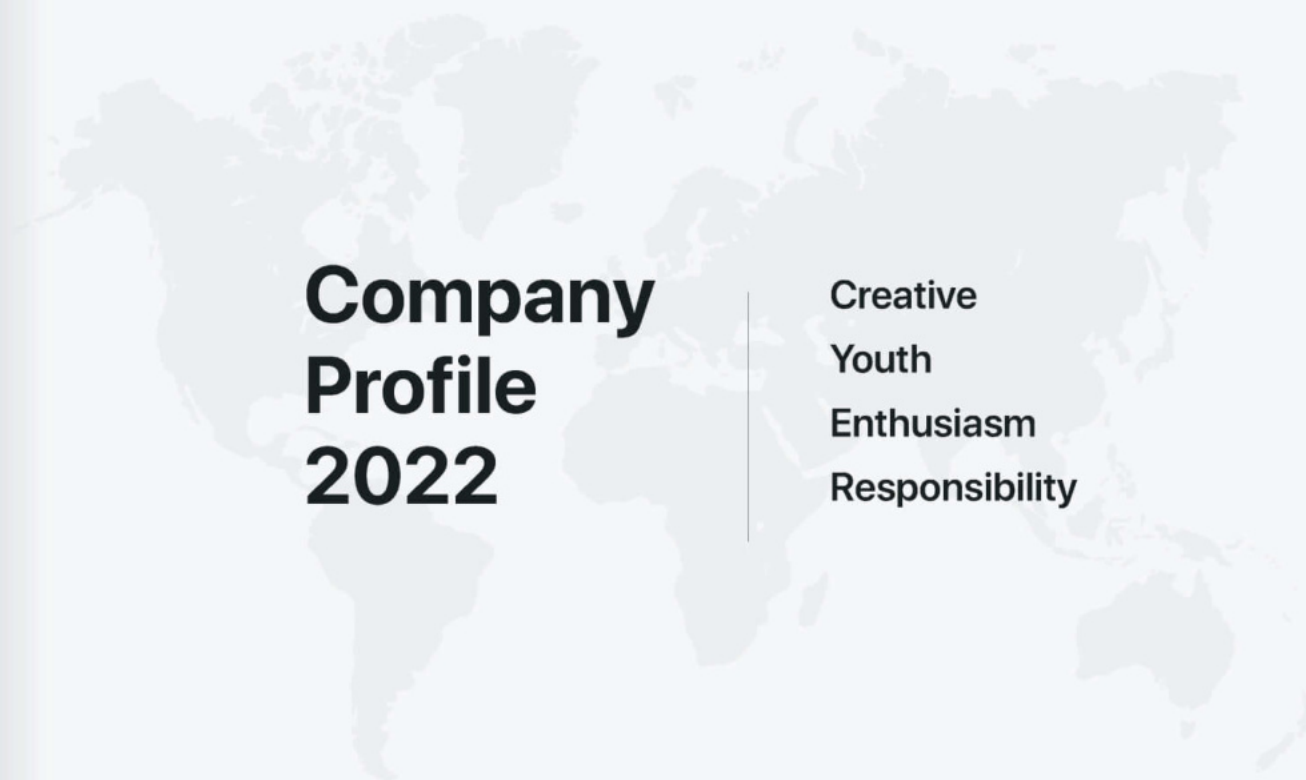 Company
Profile
2022
Creative
Youth
Enthusiasm
Responsibility